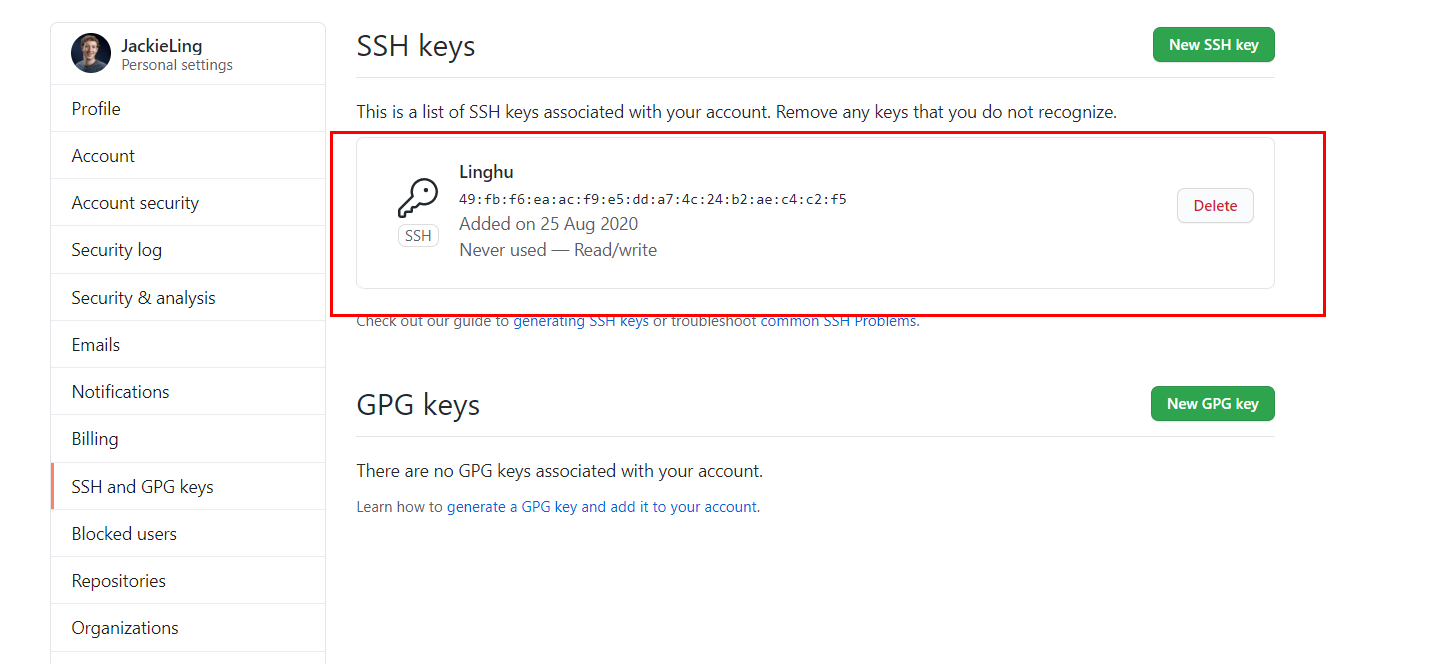 JackieLing
Personal settings
Profile
Account
Account security
Security log
Security & analysis
Emails
Notifications
Billing
SSH and GPG keys
Blocked users
Repositories
Organizations
SSH keys
New SSH key
This is a list of SSH keys associated with your account. Remove any keys that you do not recognize.
Linghu
49:fb:f6:ea:ac:f9:e5:dd:a7:4c:24:b2:ae:c4:c2:f5
Added on 25 Aug 2020
Never used — Read/write
SSH
Delete
Check out our guide to generating SSH keys or troubleshoot common SSH Problems.
GPG keys
New GPG key
There are no GPG keys associated with your account.
Learn how to generate a GPG key and add it to your account.